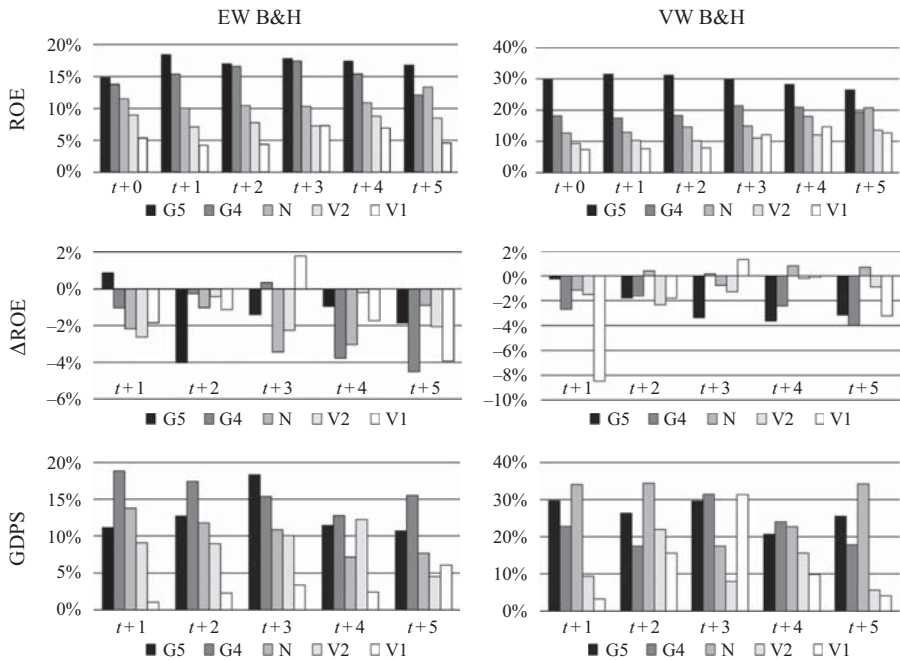 EW B&H
VW B&H
ROE
20%
15%
10%
5%
0%
t+0 t+1 t+2 t+3 t+4 t+5
G5 G4 N V2 V1
40%
30%
20%
10%
0%
t+0 t+1 t+2 t+3 t+4 t+5
G5 G4 N V2 V1
ΔROE
2%
0%
–2%
–4%
–6%
t+1 t+2 t+3 t+4 t+5
G5 G4 N V2 V1
2%
0%
–2%
–4%
–6%
–8%
–10%
t+1 t+2 t+3 t+4 t+5
G5 G4 N V2 V1
GDPS
20%
15%
10%
5%
0%
t+1 t+2 t+3 t+4 t+5
G5 G4 N V2 V1
40%
30%
20%
10%
0%
t+1 t+2 t+3 t+4 t+5
G5 G4 N V2 V1